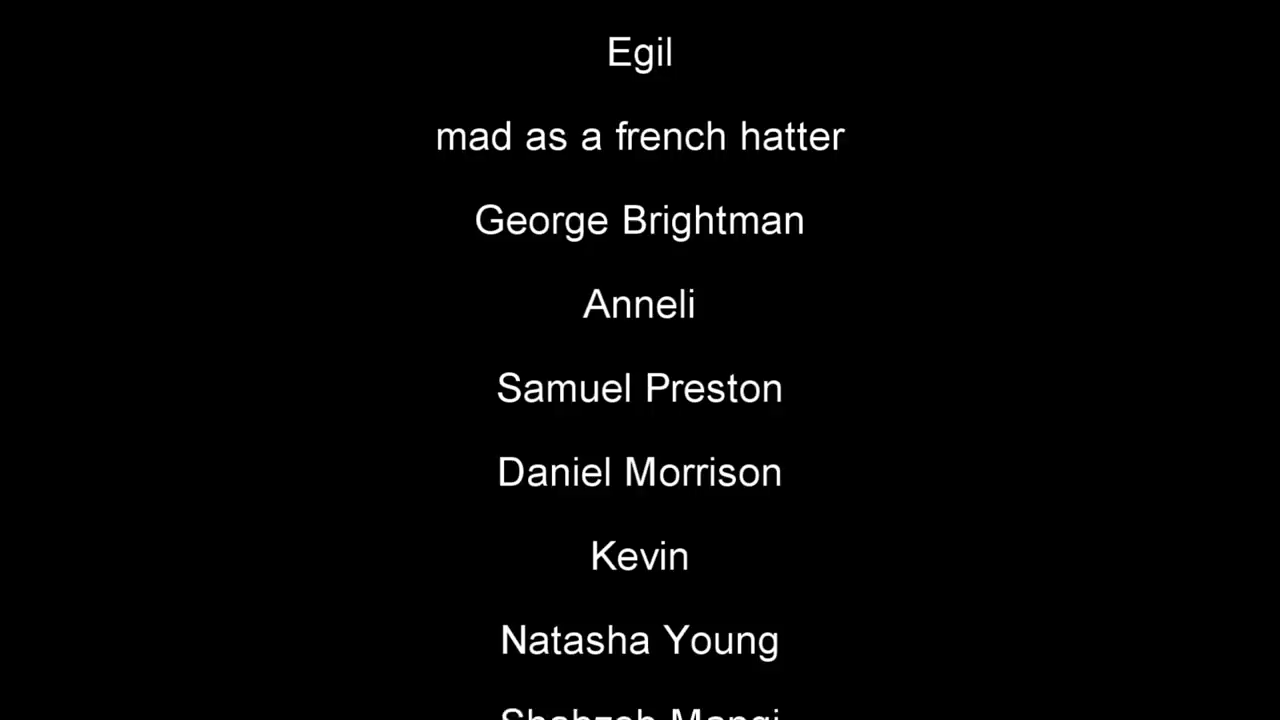 Egil
mad as a french hatter
George Brightman
Anneli
Samuel Preston
Daniel Morrison
Kevin
Natasha Young